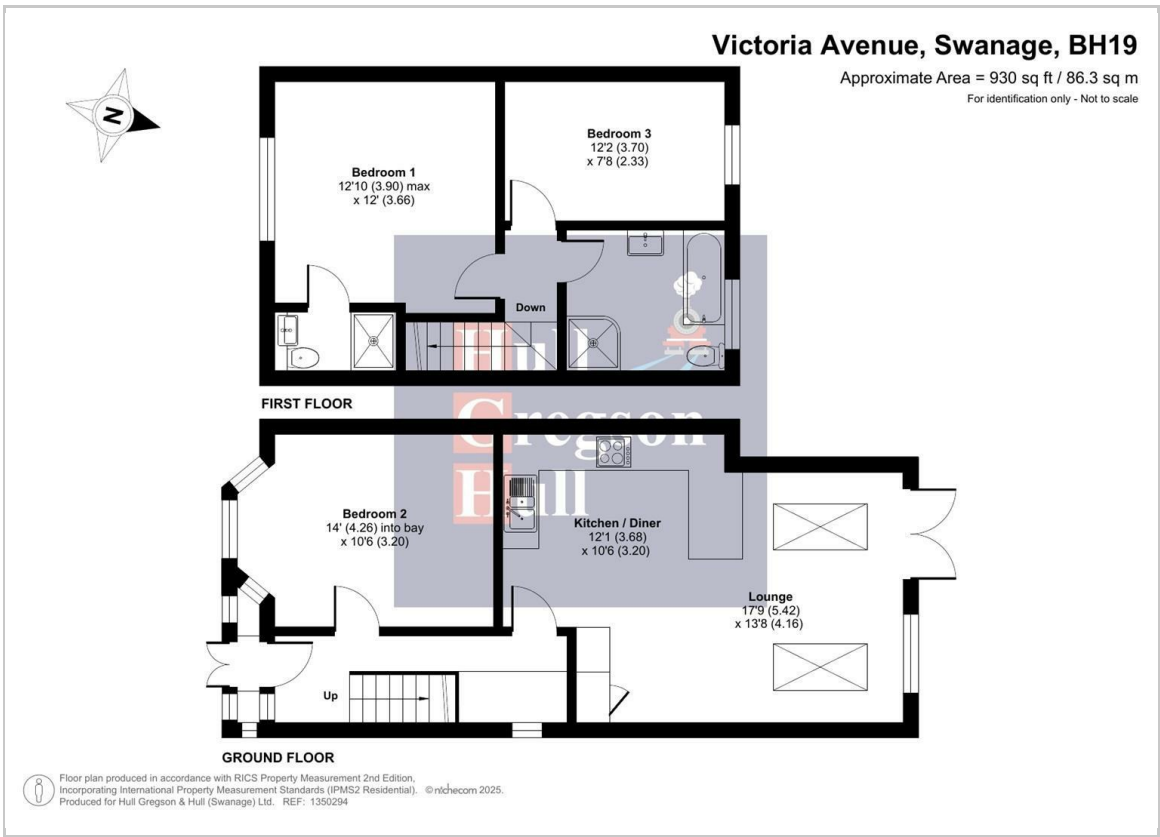 Victoria Avenue, Swanage, BH19
Approximate Area = 930 sq ft / 86.3 sq m
For identification only - Not to scale
N
Bedroom 1
12'10 (3.90) max
x 12' (3.66)
Bedroom 3
12'2 (3.70)
x 7'8 (2.33)
Down
Hull
Gregson
Hull
FIRST FLOOR
Bedroom 2
14' (4.26) into bay
x 10'6 (3.20)
Kitchen / Diner
12'1 (3.68)
x 10'6 (3.20)
Lounge
17'9 (5.42)
x 13'8 (4.16)
Up
GROUND FLOOR
Floor plan produced in accordance with RICS Property Measurement 2nd Edition,
Incorporating International Property Measurement Standards (IPMS2 Residential). ©nichecom 2025.
Produced for Hull Gregson & Hull (Swanage) Ltd. REF: 1350294